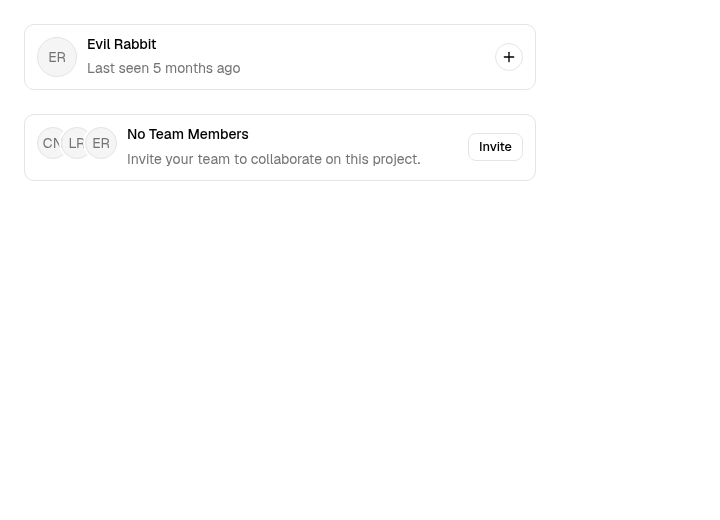 ER
Evil Rabbit
Last seen 5 months ago
CN LR ER
No Team Members
Invite your team to collaborate on this project.
Invite